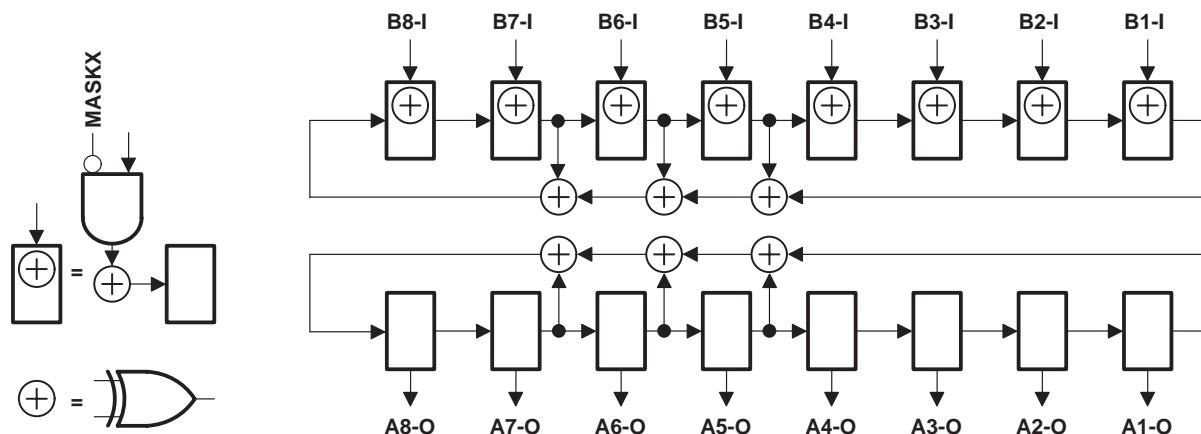 B8-I B7-I B6-I B5-I B4-I B3-I B2-I B1-I
MASKX
=
=
A8-O A7-O A6-O A5-O A4-O A3-O A2-O A1-O